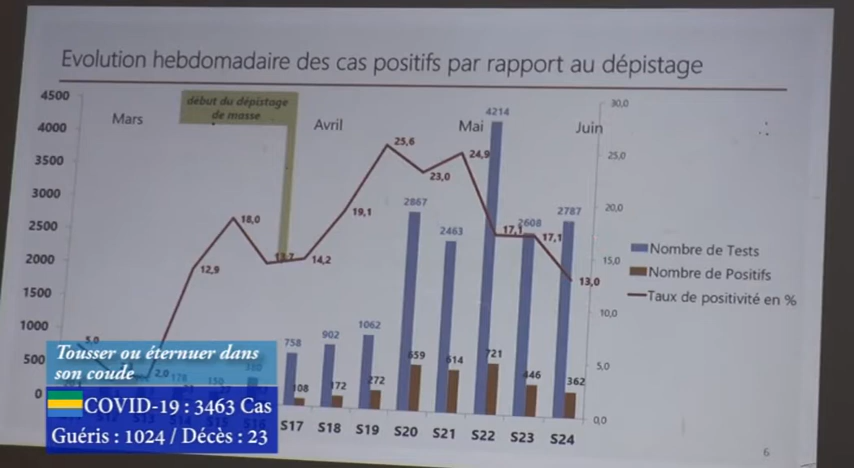 Evolution hebdomadaire des cas positifs par rapport au dépistage
4500
4000
3500
3000
2500
2000
1500
1000
500
0
Mars
début du dépistage
de masse
Avril
Mai
Juin
30,0
25,0
20,0
15,0
10,0
5,0
0,0
5,0
2,0
12,9
18,0
13,7
14,2
19,1
25,6
23,0
24,9
17,1
17,1
13,0
178
150
380
758
902
1062
2867
2463
4214
2608
2787
108
172
272
659
614
721
446
362
S17
S18
S19
S20
S21
S22
S23
S24
Nombre de Tests
Nombre de Positifs
Taux de positivité en %
Tousser ou éternuer dans
son coude
COVID-19 : 3463 Cas
Guéris : 1024 / Décès : 23
6